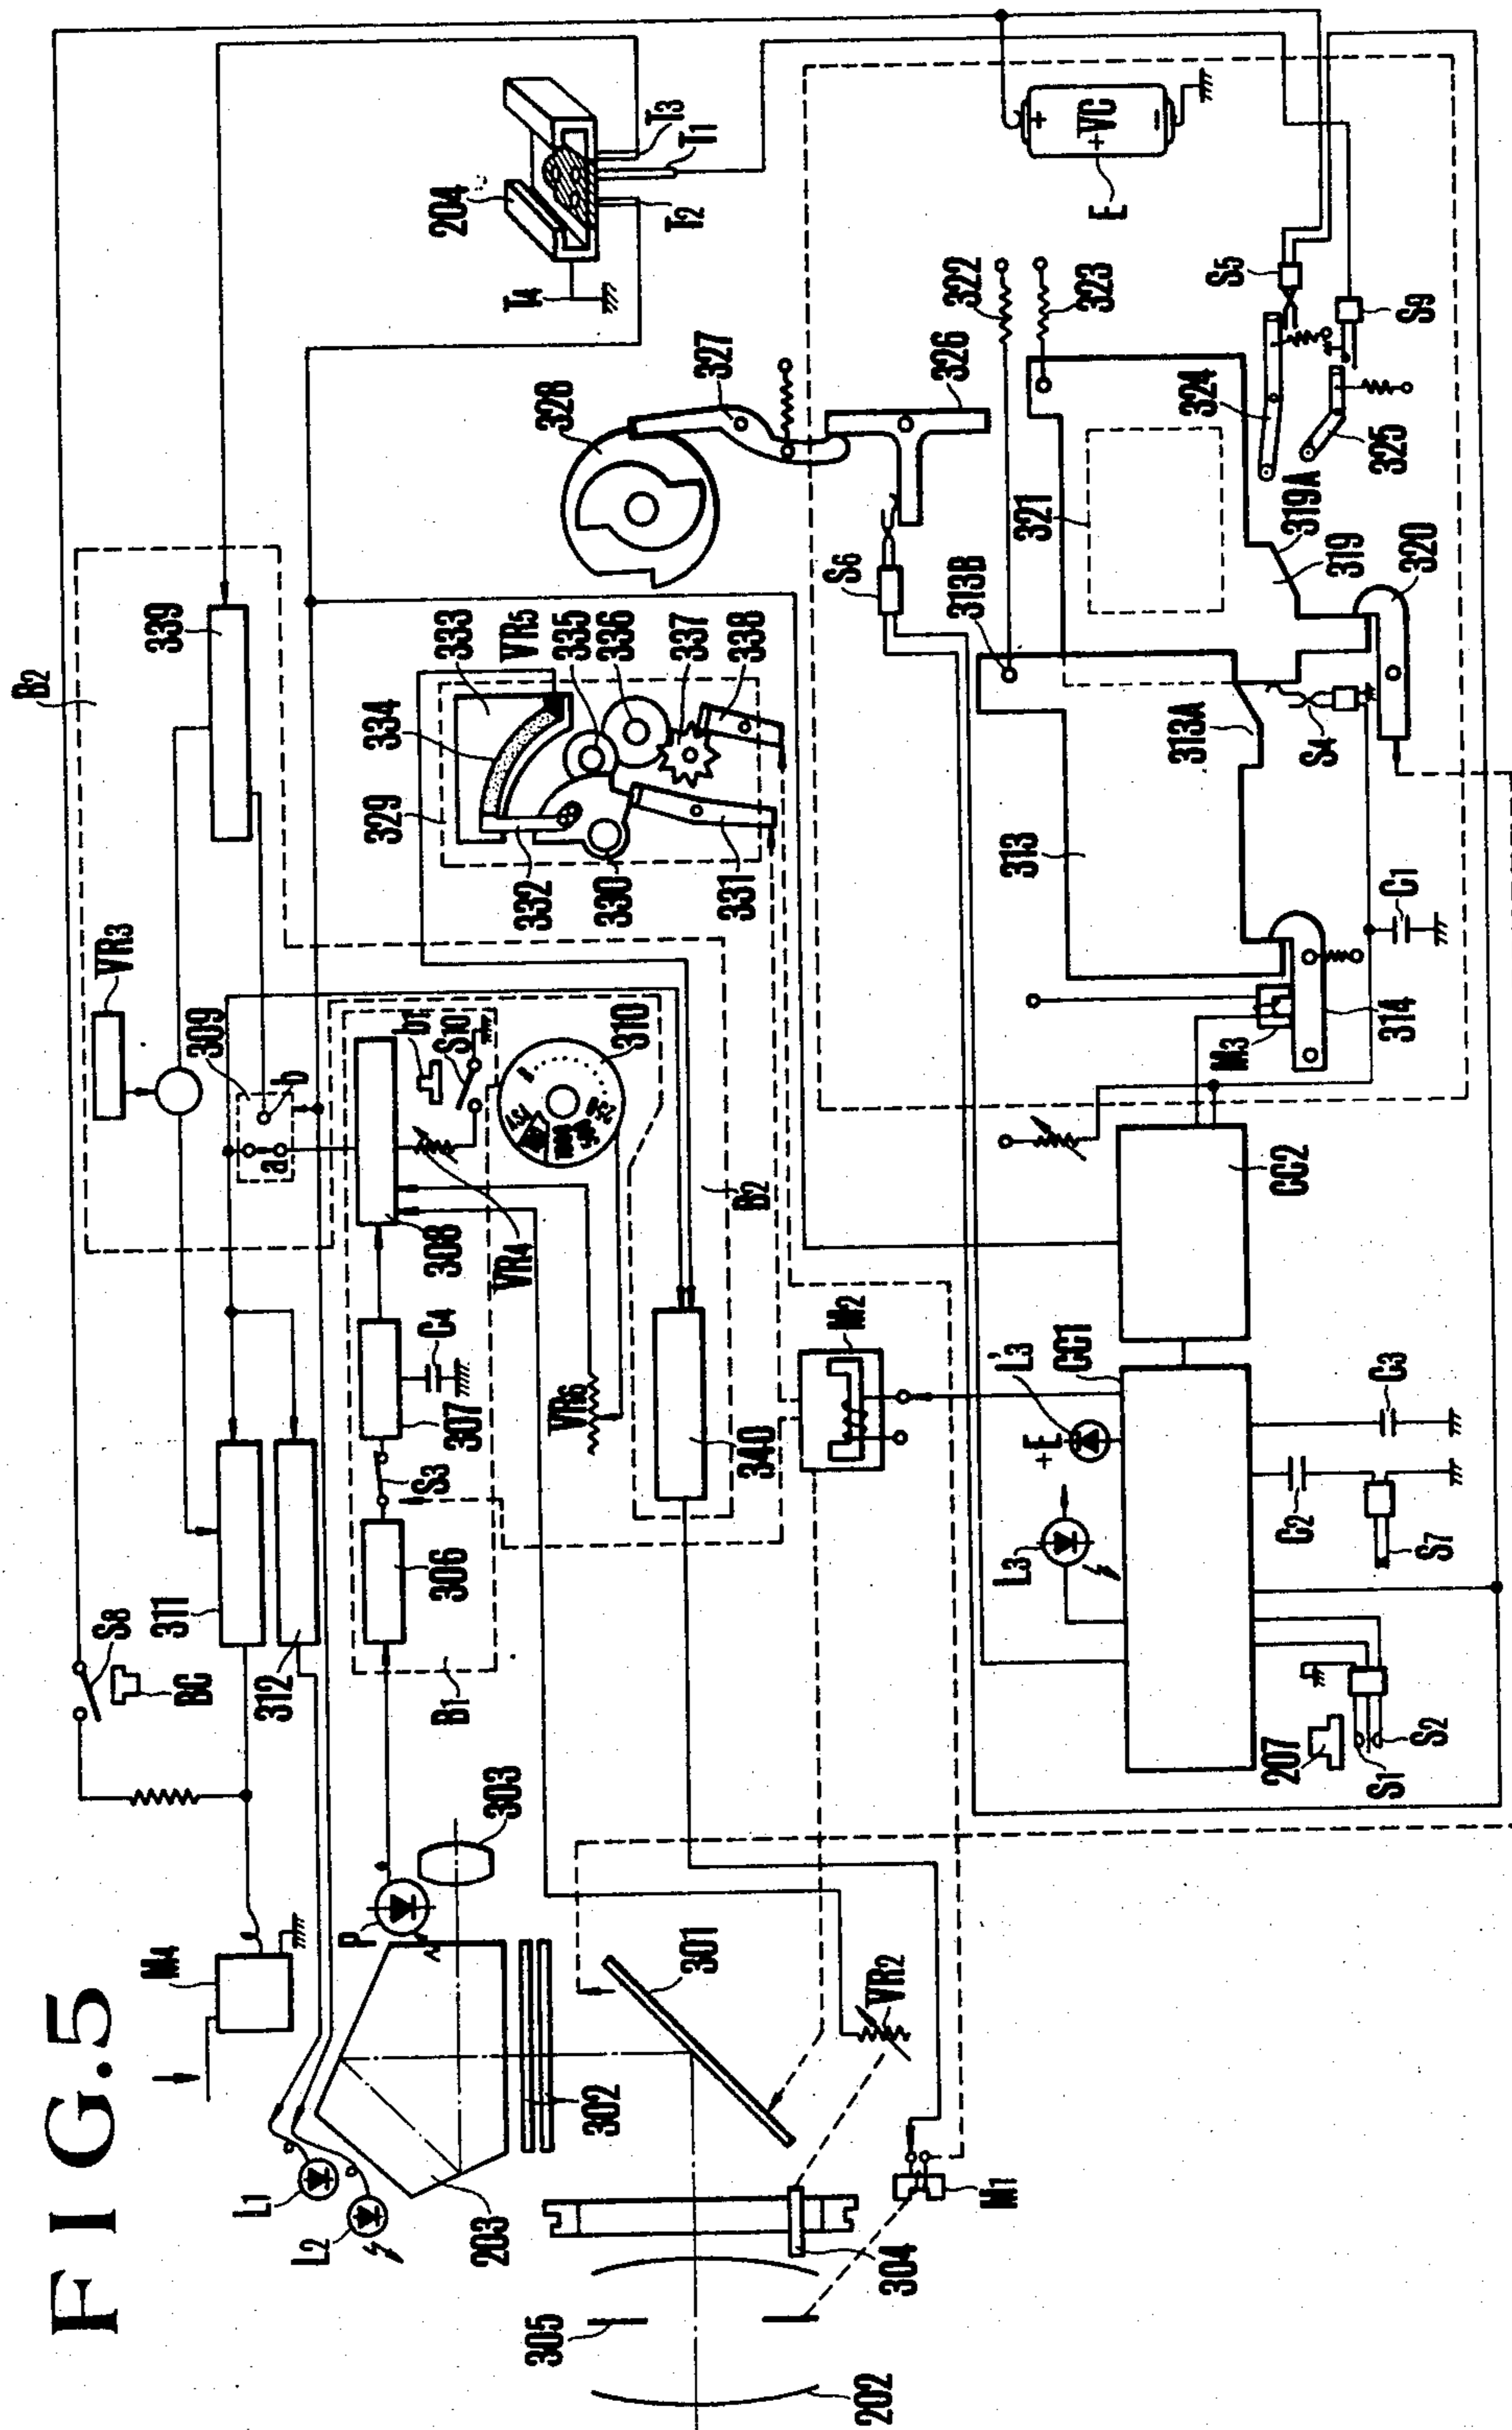 FIG.5
M4
S8
BC
311
312
VR3
309
B2
339
204
T4
T3
T1
T2
L1
L2
P
303
203
302
B1
306
S3
307
C4
308
VR4
a
b
b1
S10
310
1000
329
334
333
VR5
332
335
336
330
337
331
338
328
327
326
S6
305
202
304
301
VR2
M1
VR6
340
B2
M2
L3
+E
L'3
CC1
CC2
207
S1
S2
S7
C2
C3
M3
314
C1
313
313A
313B
S4
321
322
323
319A
319
320
324
325
S5
S9
E
+
+VC
−